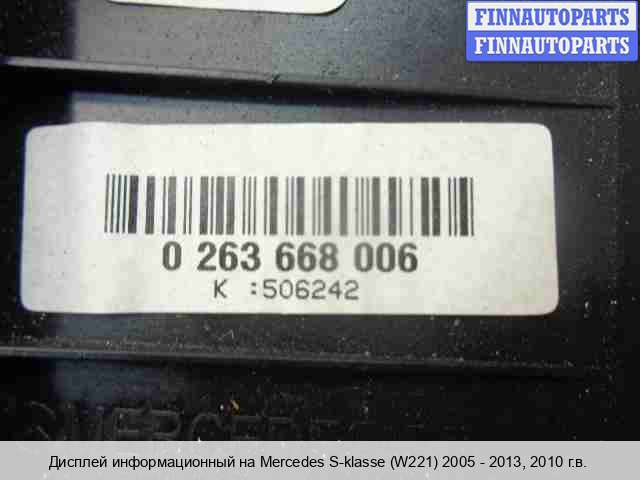 FINNAUTOPARTS
FINNAUTOPARTS
0 263 668 006
K :506242
Дисплей информационный на Mercedes S-klasse (W221) 2005 - 2013, 2010 г.в.